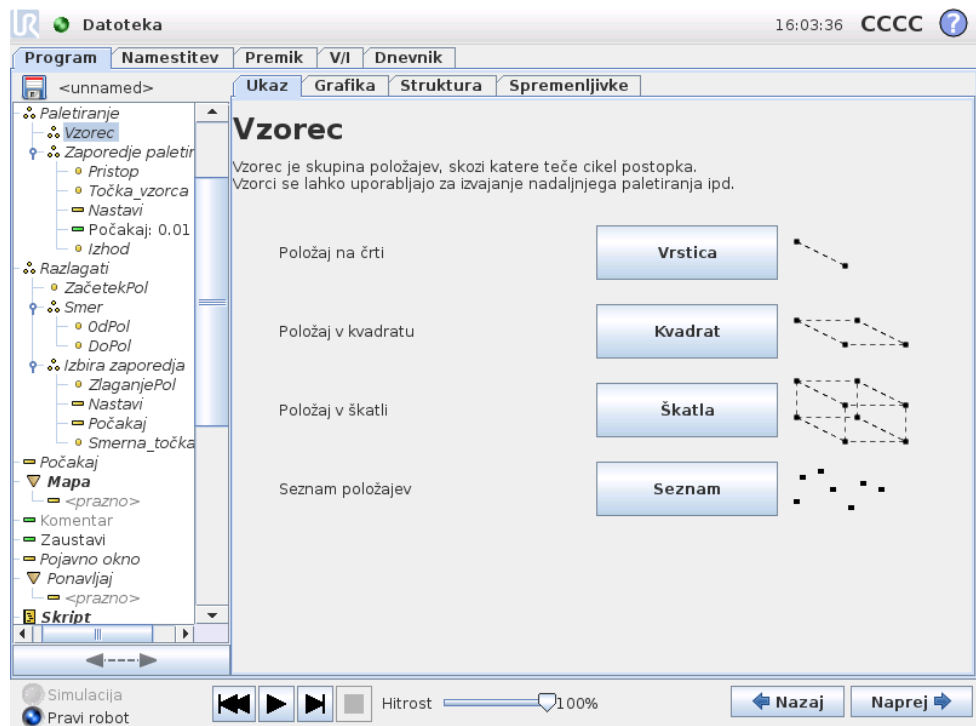 UR Datoteka 16:03:36 CCCC ?
Program Namestitev Premik V/I Dnevnik
<unnamed>
Ukaz Grafika Struktura Spremenljivke
Paletiranje
Vzorec
Zaporedje paletir
Pristop
Točka_vzorca
Nastavi
Počakaj: 0.01
Izhod
Razlagati
ZačetekPol
Smer
OdPol
DoPol
Izbira zaporedja
ZlaganjePol
Nastavi
Počakaj
Smerna_točka
Počakaj
Mapa
<prazno>
Komentar
Zaustavi
Pojavno okno
Ponavljaj
<prazno>
Skript
Vzorec
Vzorec je skupina položajev, skozi katere teče cikel postopka.
Vzorci se lahko uporabljajo za izvajanje nadaljnjega paletiranja ipd.
Položaj na črti Vrstica
Položaj v kvadratu Kvadrat
Položaj v škatli Škatla
Seznam položajev Seznam
Simulacija
Pravi robot
Hitrost 100%
Nazaj Naprej